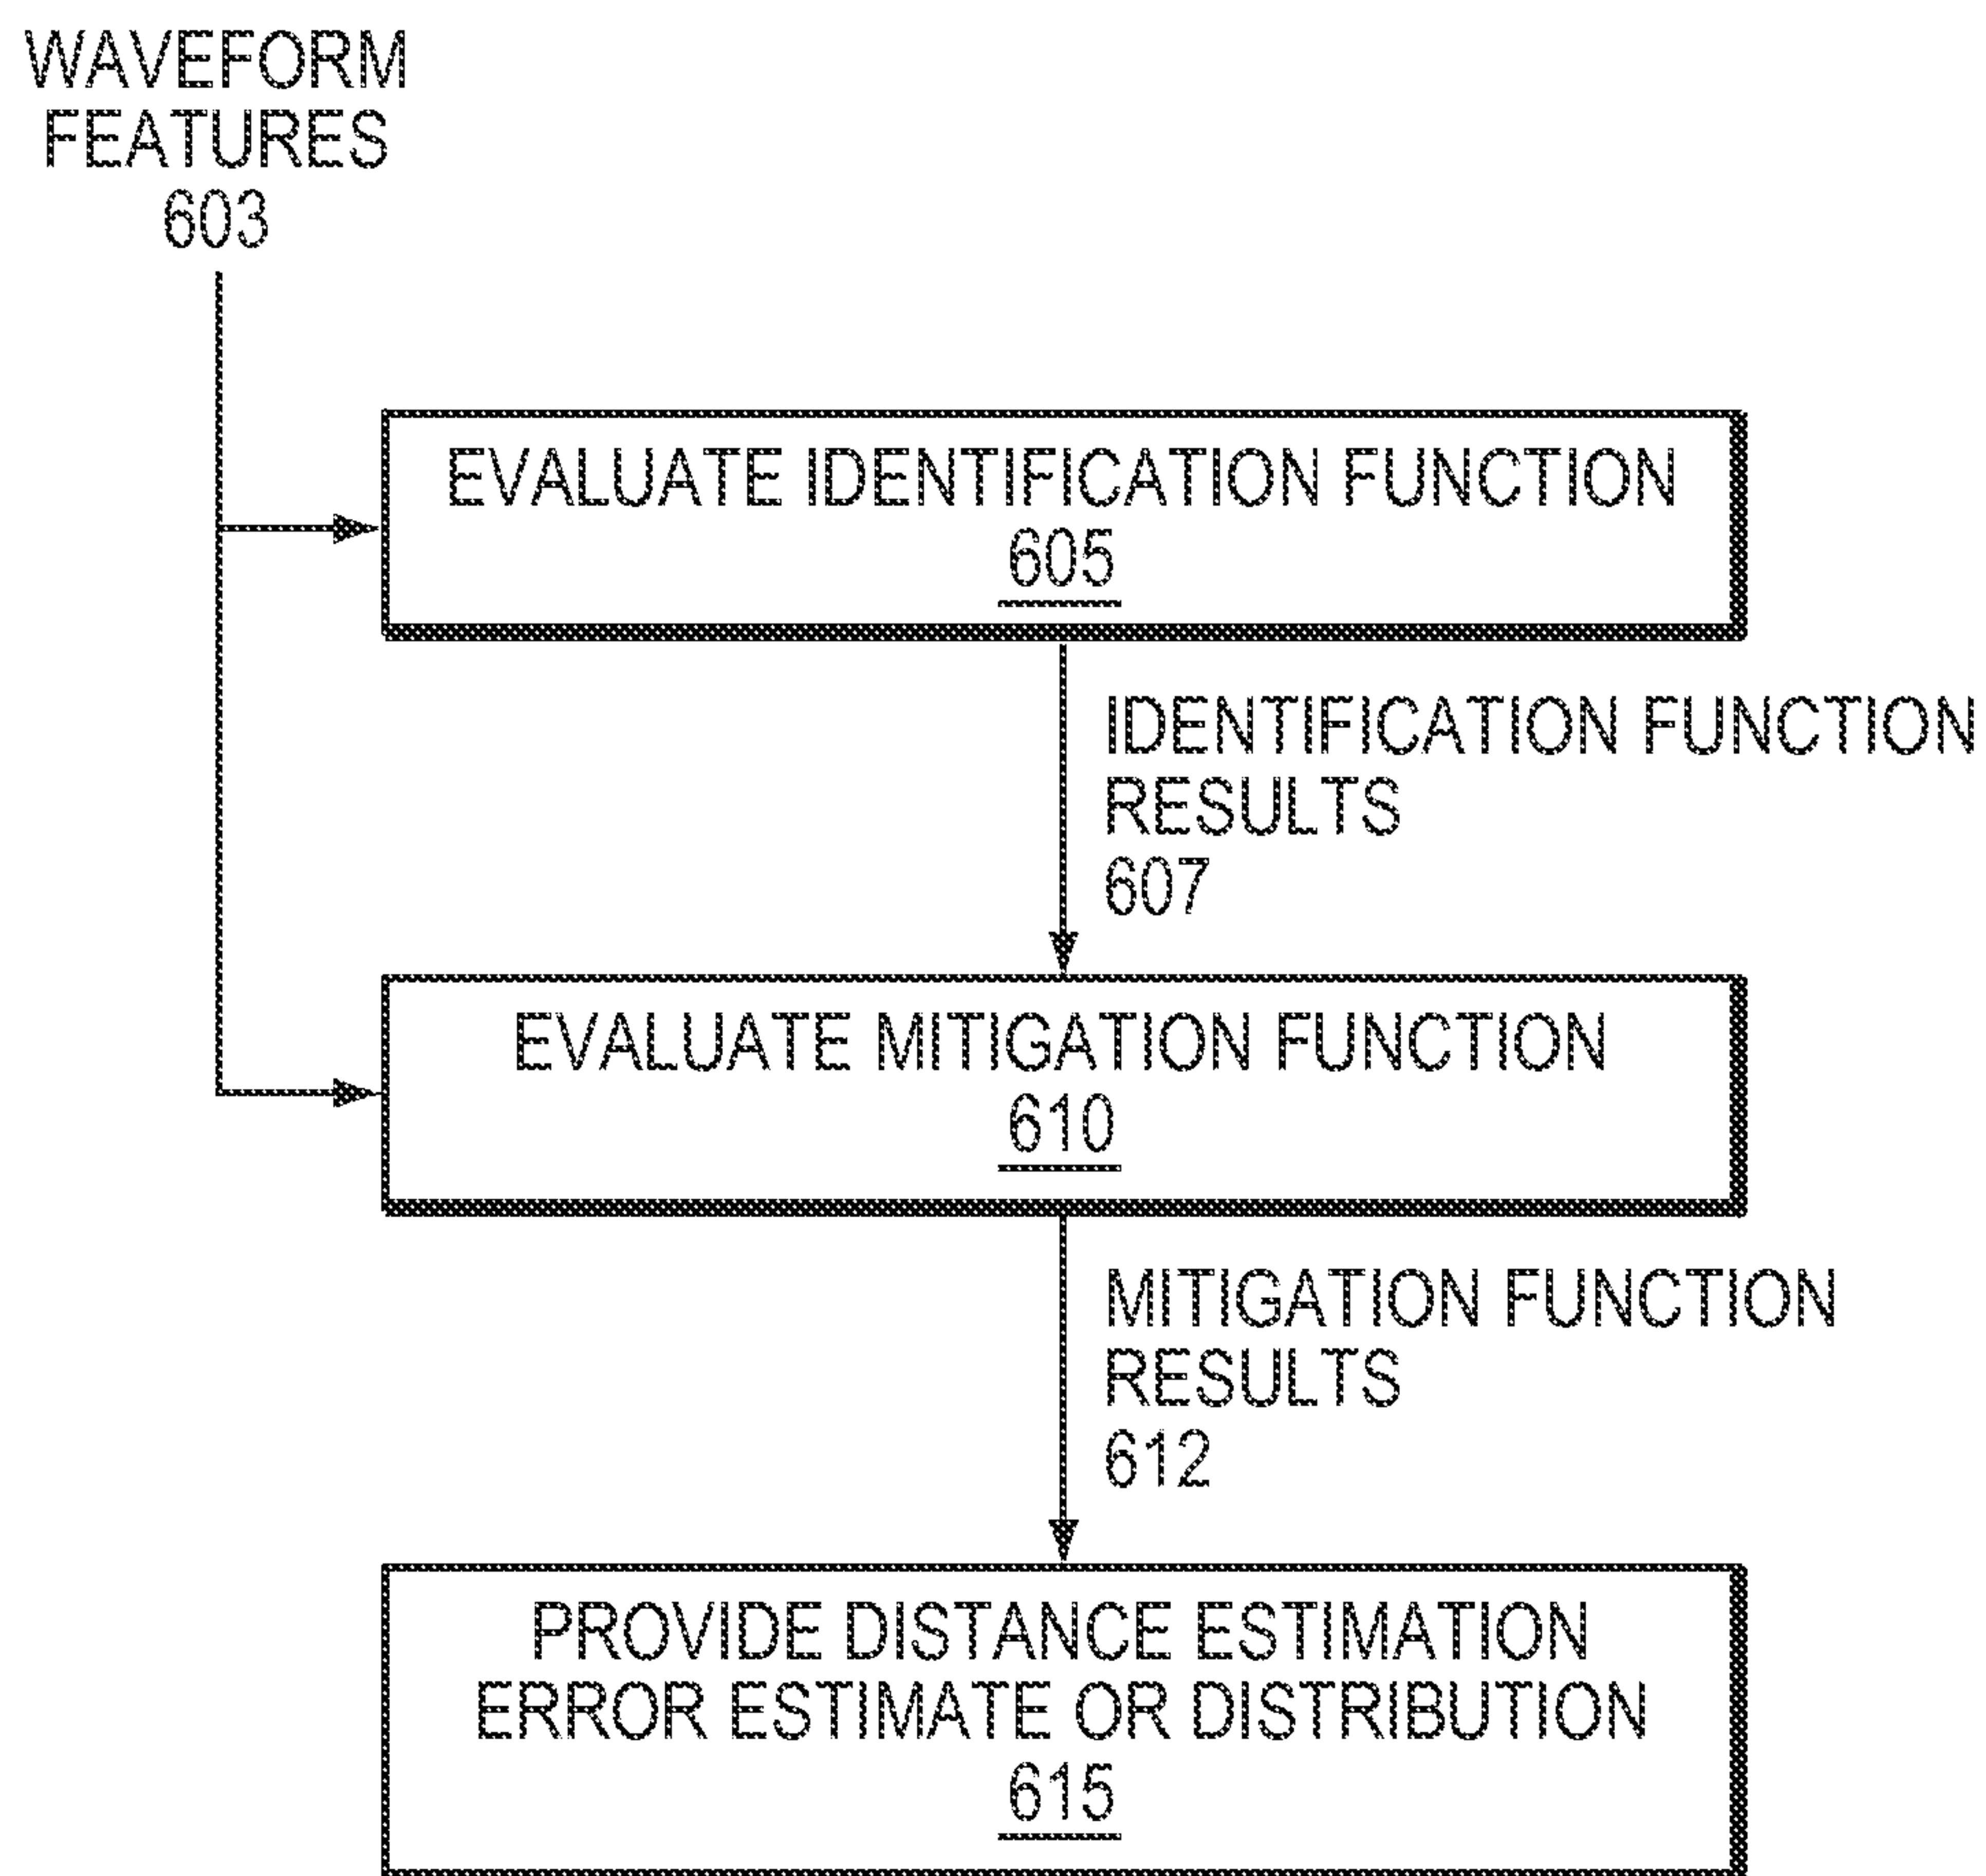 WAVEFORM
FEATURES
603
EVALUATE IDENTIFICATION FUNCTION
605
IDENTIFICATION FUNCTION
RESULTS
607
EVALUATE MITIGATION FUNCTION
610
MITIGATION FUNCTION
RESULTS
612
PROVIDE DISTANCE ESTIMATION
ERROR ESTIMATE OR DISTRIBUTION
615